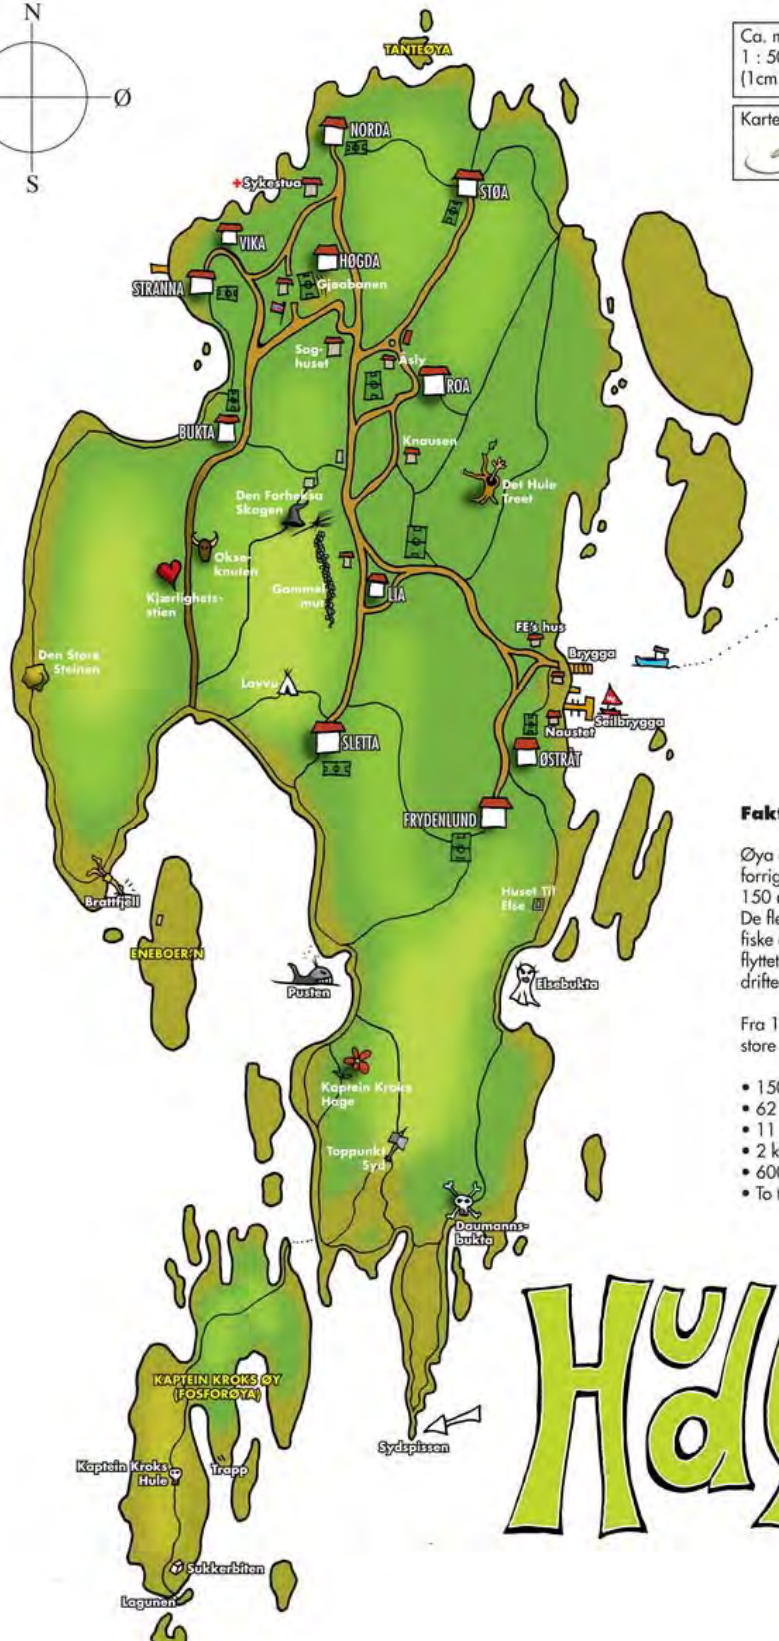 N
Ø
S
TANTEØYA
Ca. m
1 : 50
(1cm
Karte
NORDA
+Sykestua
STØA
VIKA
HØGDA
STRANNA
Gjøabanen
Sag-
huset
Åsly
ROA
BUKTA
Knausen
Den Forheksa
Skogen
Det Hule
Treet
Okse-
knuten
Kjærlighets-
stien
Gammel
mur
LIA
FE's hus
Brygga
Den Store
Steinen
Lavvu
Seilbrygga
Naustet
SLETTA
ØSTRÅT
FRYDENLUND
Fakt
Øya
forrig
150
De fle
fiske
flyttet
drifte
Fra 1
store
• 150
• 62
• 11
• 2 k
• 600
• To
Brattfjell
Huset Til
Else
ENEBOER'N
Pusten
Elsebukta
Kaptein Kroks
Hage
Toppunkt
Syd
Daumanns-
bukta
KAPTEIN KROKS ØY
(FOSFORØYA)
Sydspissen
Kaptein Kroks
Hule
Trapp
Sukkerbiten
Lagunen